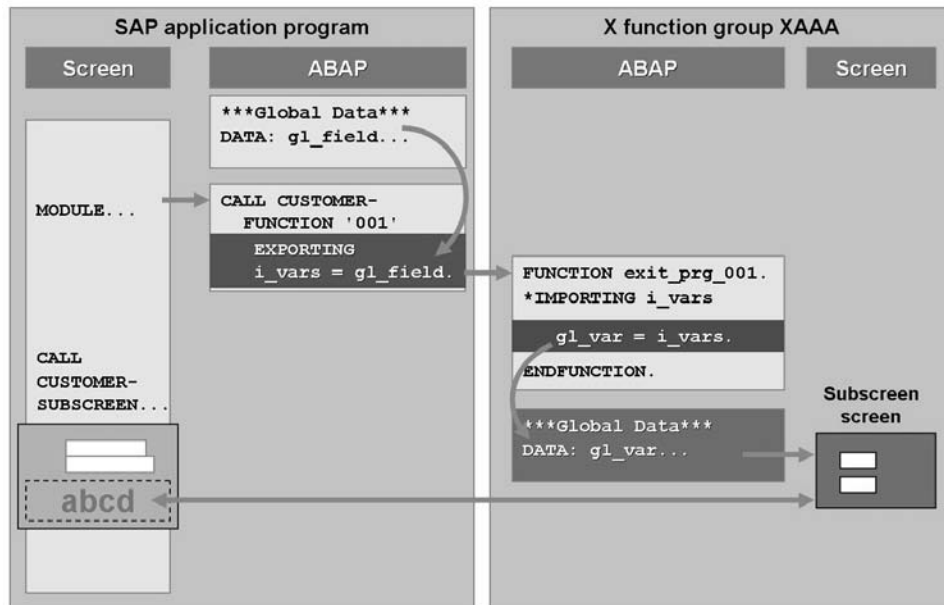 SAP application program
Screen
ABAP
***Global Data***
DATA: gl_field...
MODULE...
CALL CUSTOMER-
FUNCTION '001'
EXPORTING
i_vars = gl_field.
CALL
CUSTOMER-
SUBSCREEN...
abcd
X function group XAAA
ABAP
Screen
FUNCTION exit_prg_001.
*IMPORTING i_vars
gl_var = i_vars.
ENDFUNCTION.
***Global Data***
DATA: gl_var...
Subscreen
screen